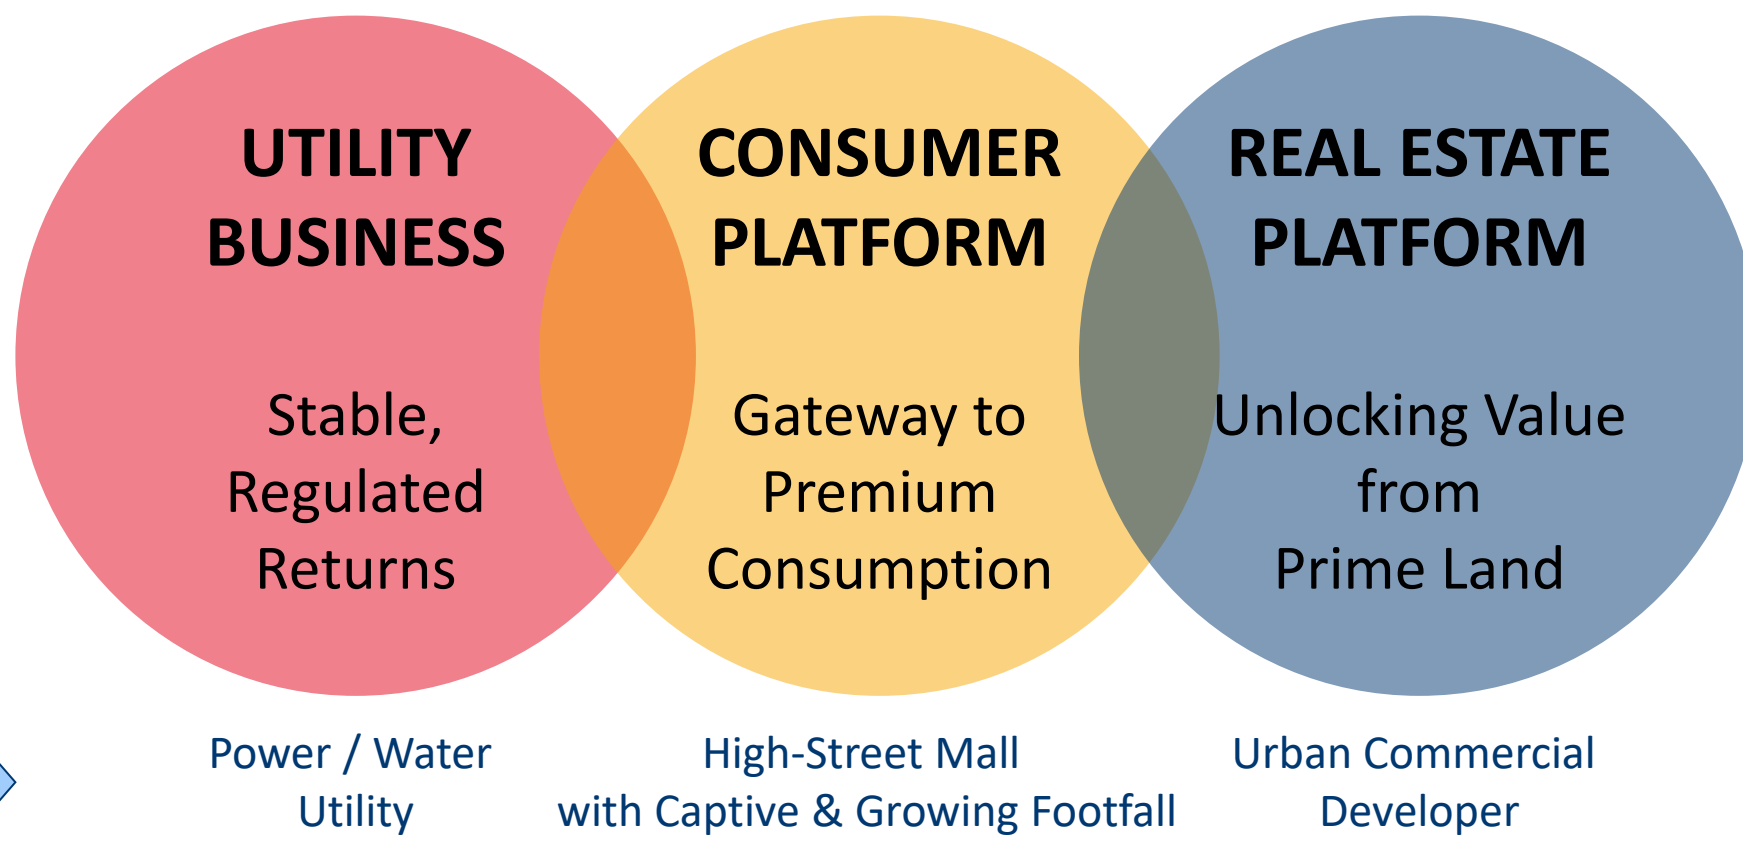 UTILITY
BUSINESS
Stable,
Regulated
Returns
CONSUMER
PLATFORM
Gateway to
Premium
Consumption
REAL ESTATE
PLATFORM
Unlocking Value
from
Prime Land
Power / Water
Utility
High-Street Mall
with Captive & Growing Footfall
Urban Commercial
Developer